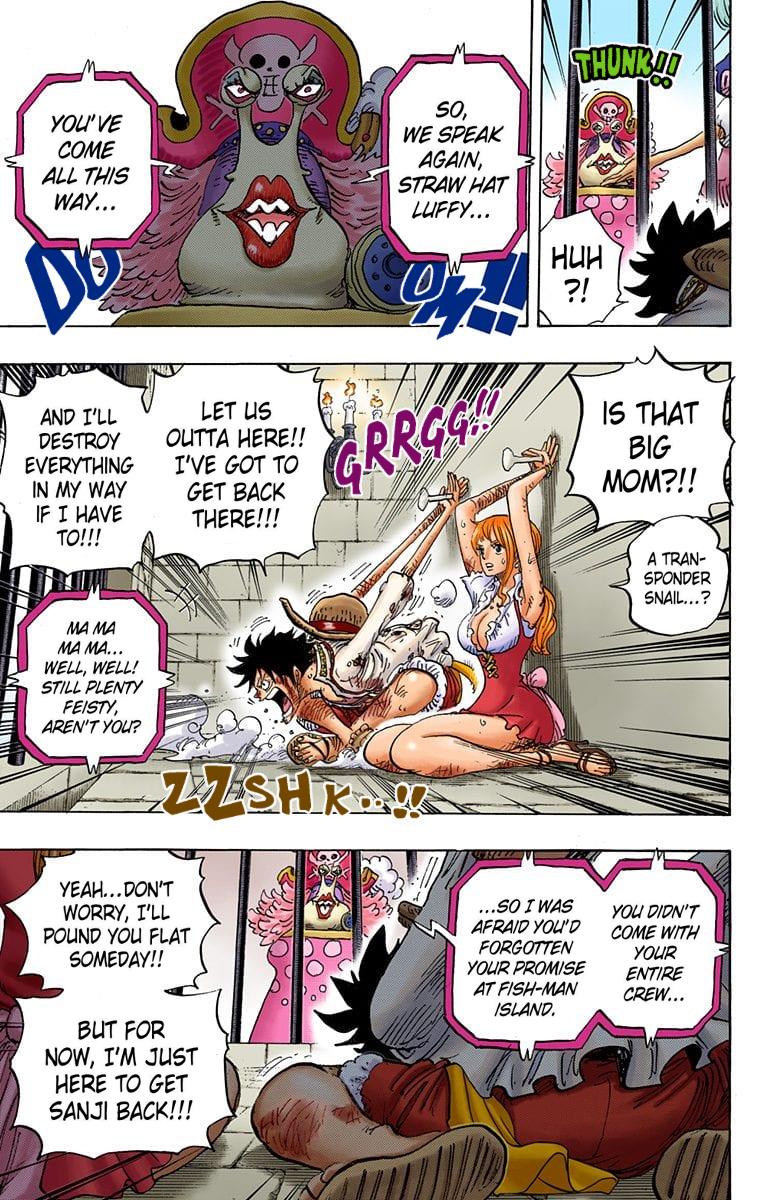 THUNK!!
HUH
?!
SO,
WE SPEAK
AGAIN,
STRAW HAT
LUFFY...
YOU'VE
COME
ALL THIS
WAY...
DOOM!!
IS THAT
BIG
MOM?!!
A TRAN-
SPONDER
SNAIL...?
GRRGG!!
LET US
OUTTA HERE!!
I'VE GOT TO
GET BACK
THERE!!!
AND I'LL
DESTROY
EVERYTHING
IN MY WAY
IF I HAVE
TO!!!
MA MA
MA MA...
WELL, WELL!
STILL PLENTY
FEISTY,
AREN'T YOU?
ZZSHK..!!
YOU DIDN'T
COME WITH
YOUR
ENTIRE
CREW...
...SO I WAS
AFRAID YOU'D
FORGOTTEN
YOUR PROMISE
AT FISH-MAN
ISLAND.
YEAH...DON'T
WORRY, I'LL
POUND YOU FLAT
SOMEDAY!!
BUT FOR
NOW, I'M JUST
HERE TO GET
SANJI BACK!!!